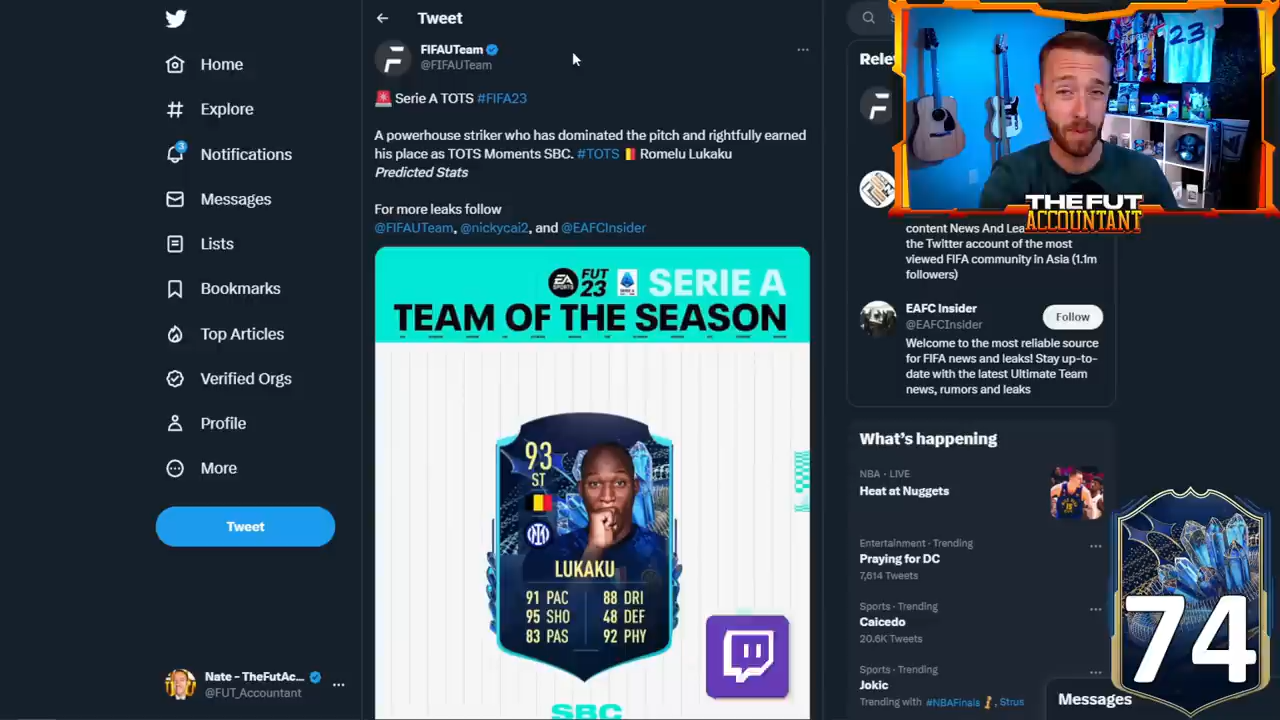 Home
Explore
3
Notifications
Messages
Lists
Bookmarks
Top Articles
Verified Orgs
Profile
More
Tweet
Nate - TheFutAc...
@FUT_Accountant
Tweet
FIFAUTeam
@FIFAUTeam
🚨 Serie A TOTS #FIFA23
A powerhouse striker who has dominated the pitch and rightfully earned
his place as TOTS Moments SBC. #TOTS 🇧🇪 Romelu Lukaku
Predicted Stats
For more leaks follow
@FIFAUTeam, @nickycai2, and @EAFCInsider
EA SPORTS FUT 23 SERIE A
TEAM OF THE SEASON
93
ST
LUKAKU
91 PAC 88 DRI
95 SHO 48 DEF
83 PAS 92 PHY
SBC
23
THE FUT
ACCOUNTANT
content News And Lea
the Twitter account of the most
viewed FIFA community in Asia (1.1m
followers)
EAFC Insider
@EAFCInsider
Follow
Welcome to the most reliable source
for FIFA news and leaks! Stay up-to-
date with the latest Ultimate Team
news, rumors and leaks
What's happening
NBA · LIVE
Heat at Nuggets
Entertainment · Trending
Praying for DC
7,614 Tweets
Sports · Trending
Caicedo
20.6K Tweets
Sports · Trending
Jokic
Trending with #NBAFinals, Strus
Messages
74